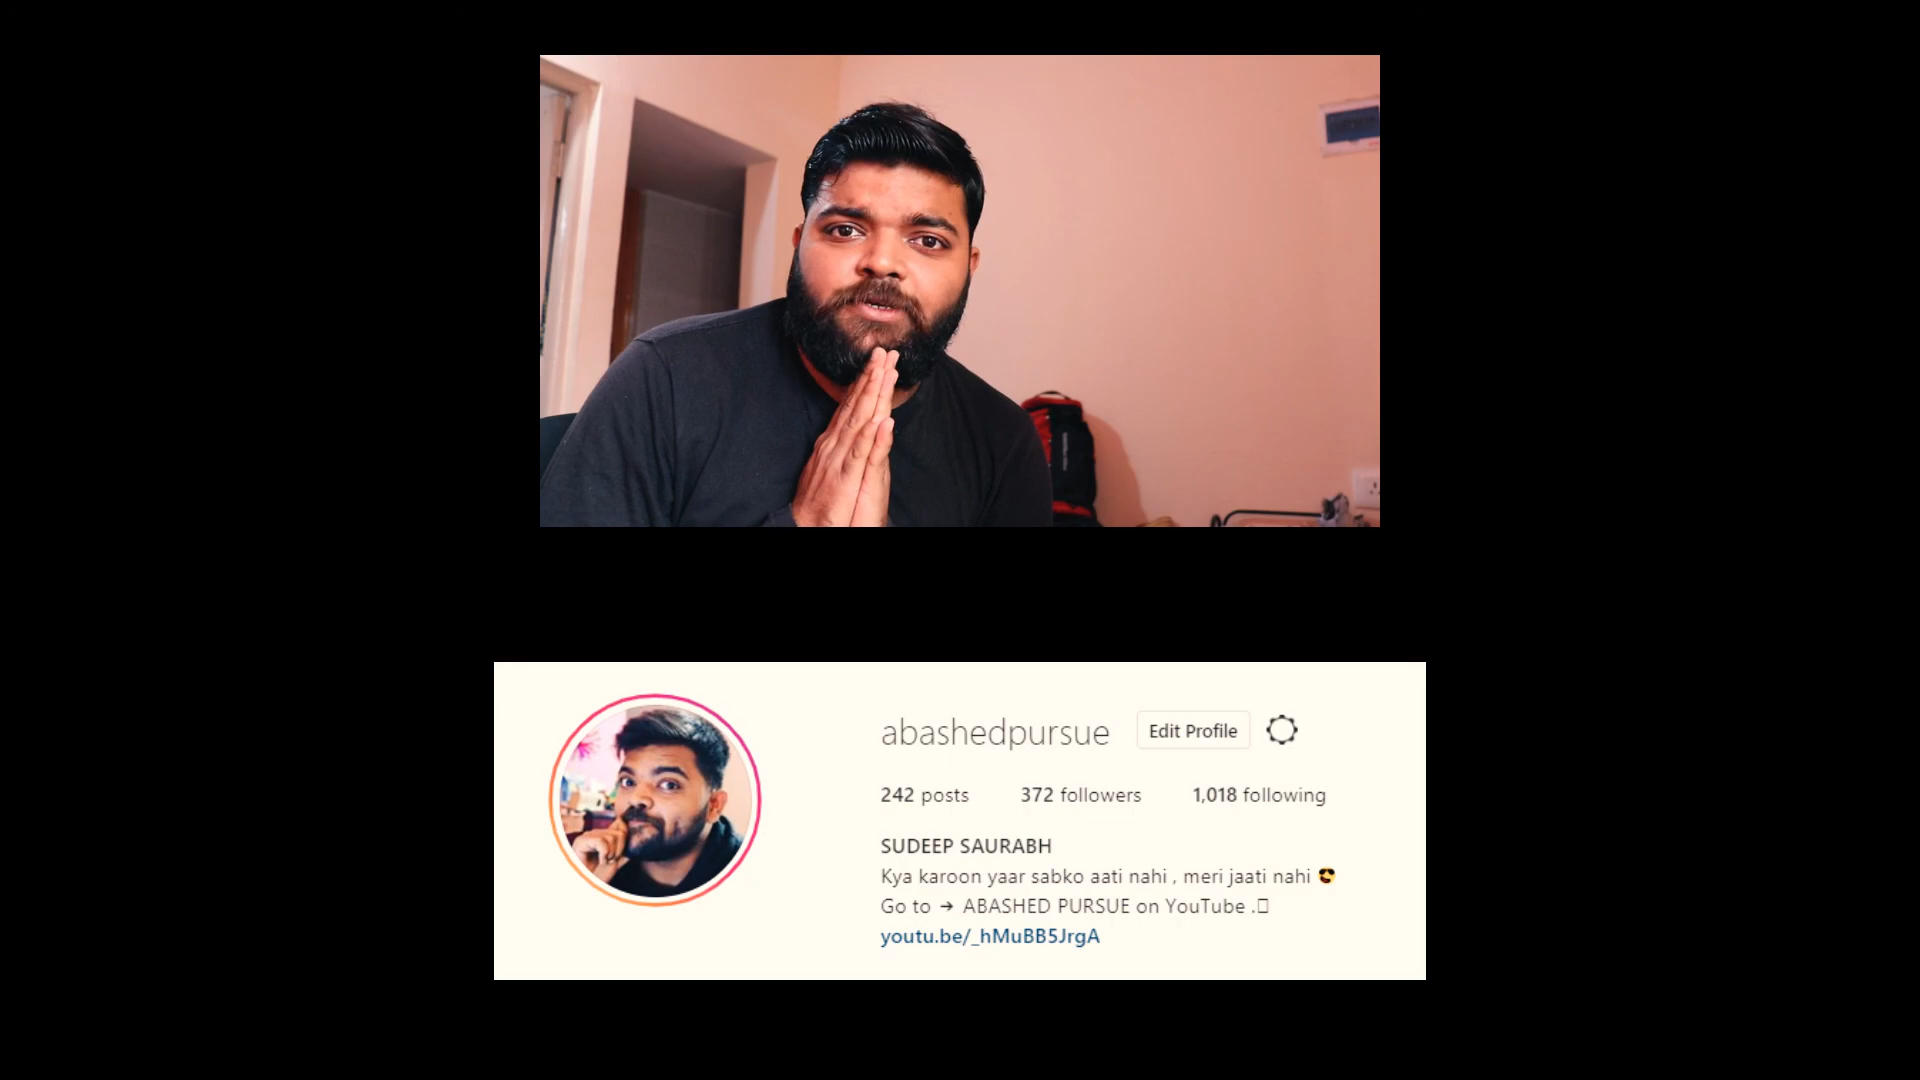 abashedpursue Edit Profile
242 posts 372 followers 1,018 following
SUDEEP SAURABH
Kya karoon yaar sabko aati nahi , meri jaati nahi 😎
Go to → ABASHED PURSUE on YouTube .
youtu.be/_hMuBB5JrgA